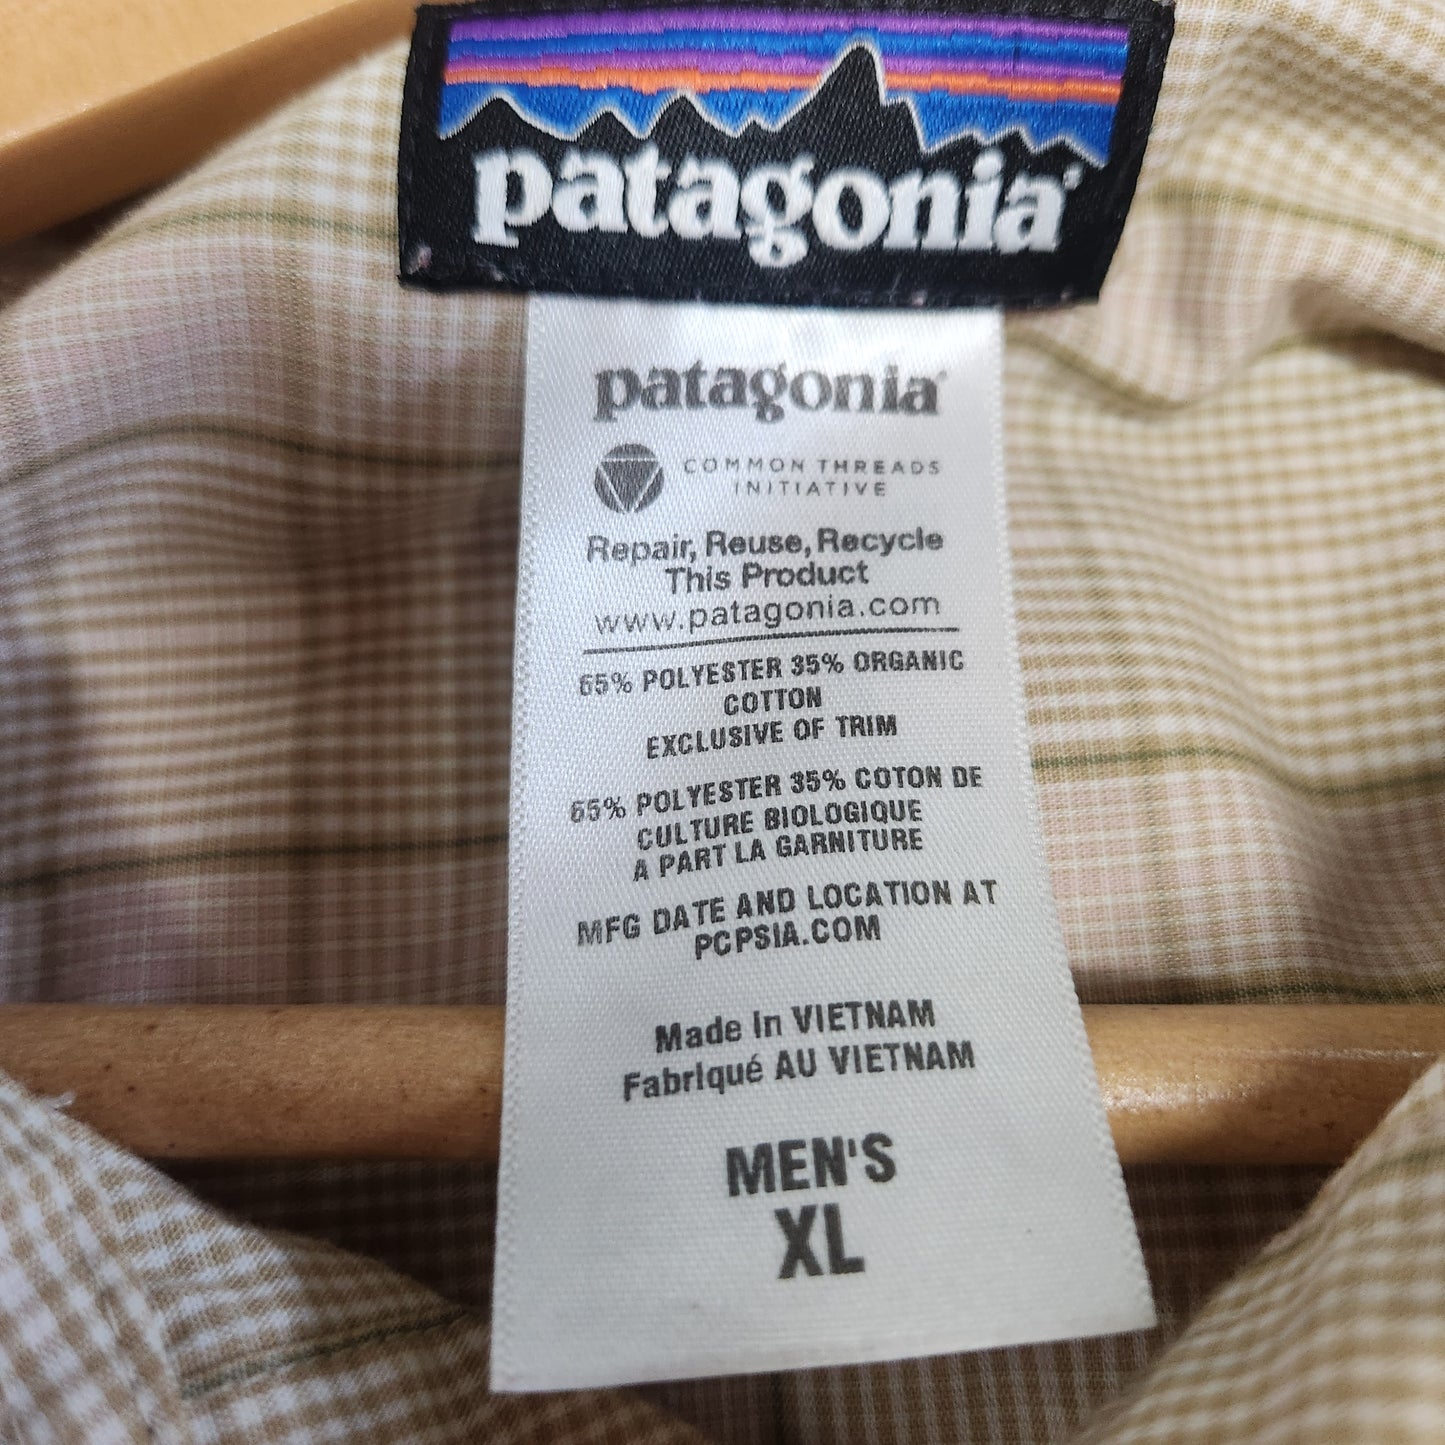 patagonia
patagonia
COMMON THREADS
INITIATIVE
Repair, Reuse, Recycle
This Product
www.patagonia.com
65% POLYESTER 35% ORGANIC
COTTON
EXCLUSIVE OF TRIM
65% POLYESTER 35% COTON DE
CULTURE BIOLOGIQUE
A PART LA GARNITURE
MFG DATE AND LOCATION AT
PCPSIA.COM
Made in VIETNAM
Fabriqué AU VIETNAM
MEN'S
XL